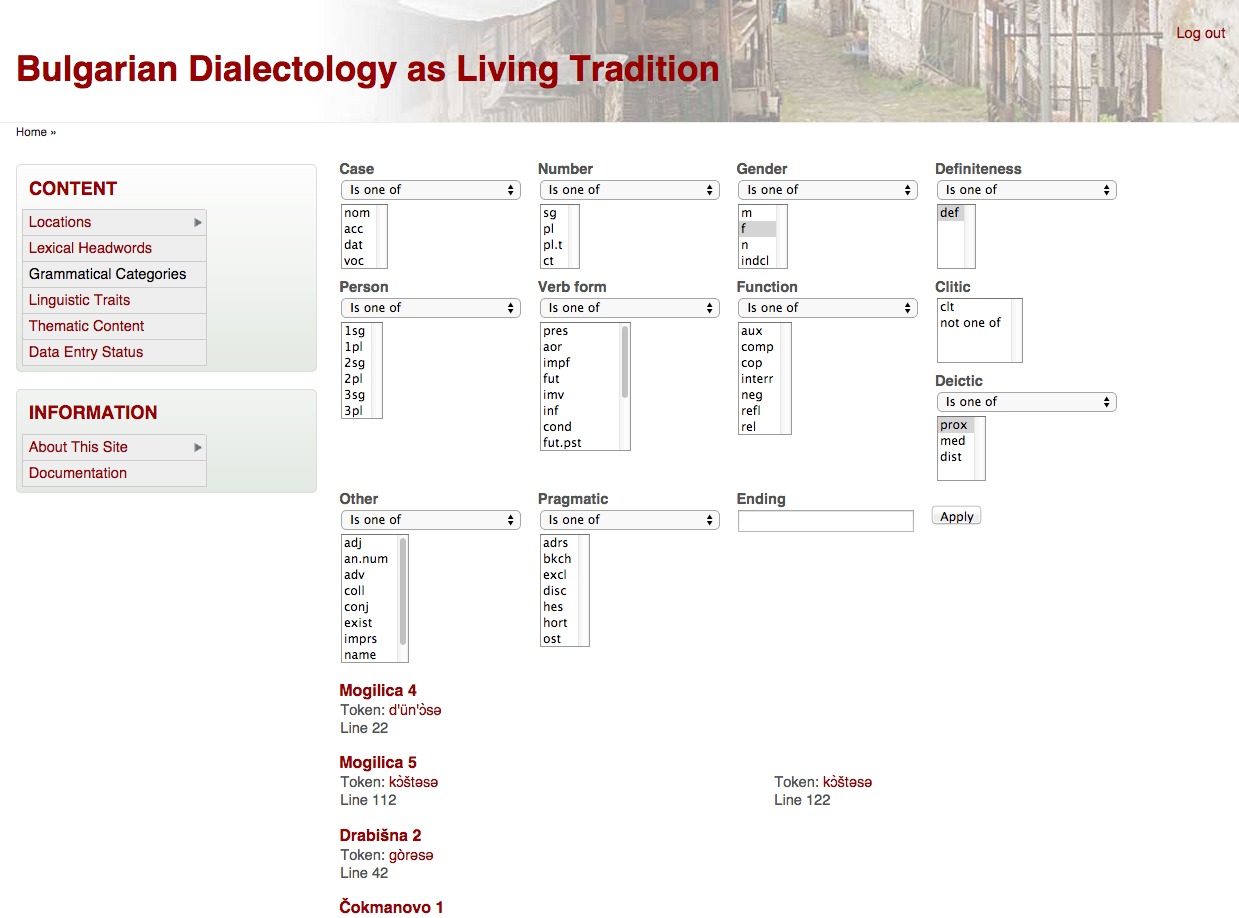 Log out
Bulgarian Dialectology as Living Tradition
Home »
CONTENT
Locations
Lexical Headwords
Grammatical Categories
Linguistic Traits
Thematic Content
Data Entry Status
INFORMATION
About This Site
Documentation
Case
Is one of
nom
acc
dat
voc
Number
Is one of
sg
pl
pl.t
ct
Gender
Is one of
m
f
n
indcl
Definiteness
Is one of
def
Person
Is one of
1sg
1pl
2sg
2pl
3sg
3pl
Verb form
Is one of
pres
aor
impf
fut
imv
inf
cond
fut.pst
Function
Is one of
aux
comp
cop
interr
neg
refl
rel
Clitic
clt
not one of
Deictic
Is one of
prox
med
dist
Other
Is one of
adj
an.num
adv
coll
conj
exist
imprs
name
Pragmatic
Is one of
adrs
bkch
excl
disc
hes
hort
ost
Ending
Apply
Mogilica 4
Token: d'ün'ɔ̀sə
Line 22
Mogilica 5
Token: kɔ̀štəsə
Line 112
Token: kɔ̀štəsə
Line 122
Drabišna 2
Token: gòrəsə
Line 42
Čokmanovo 1